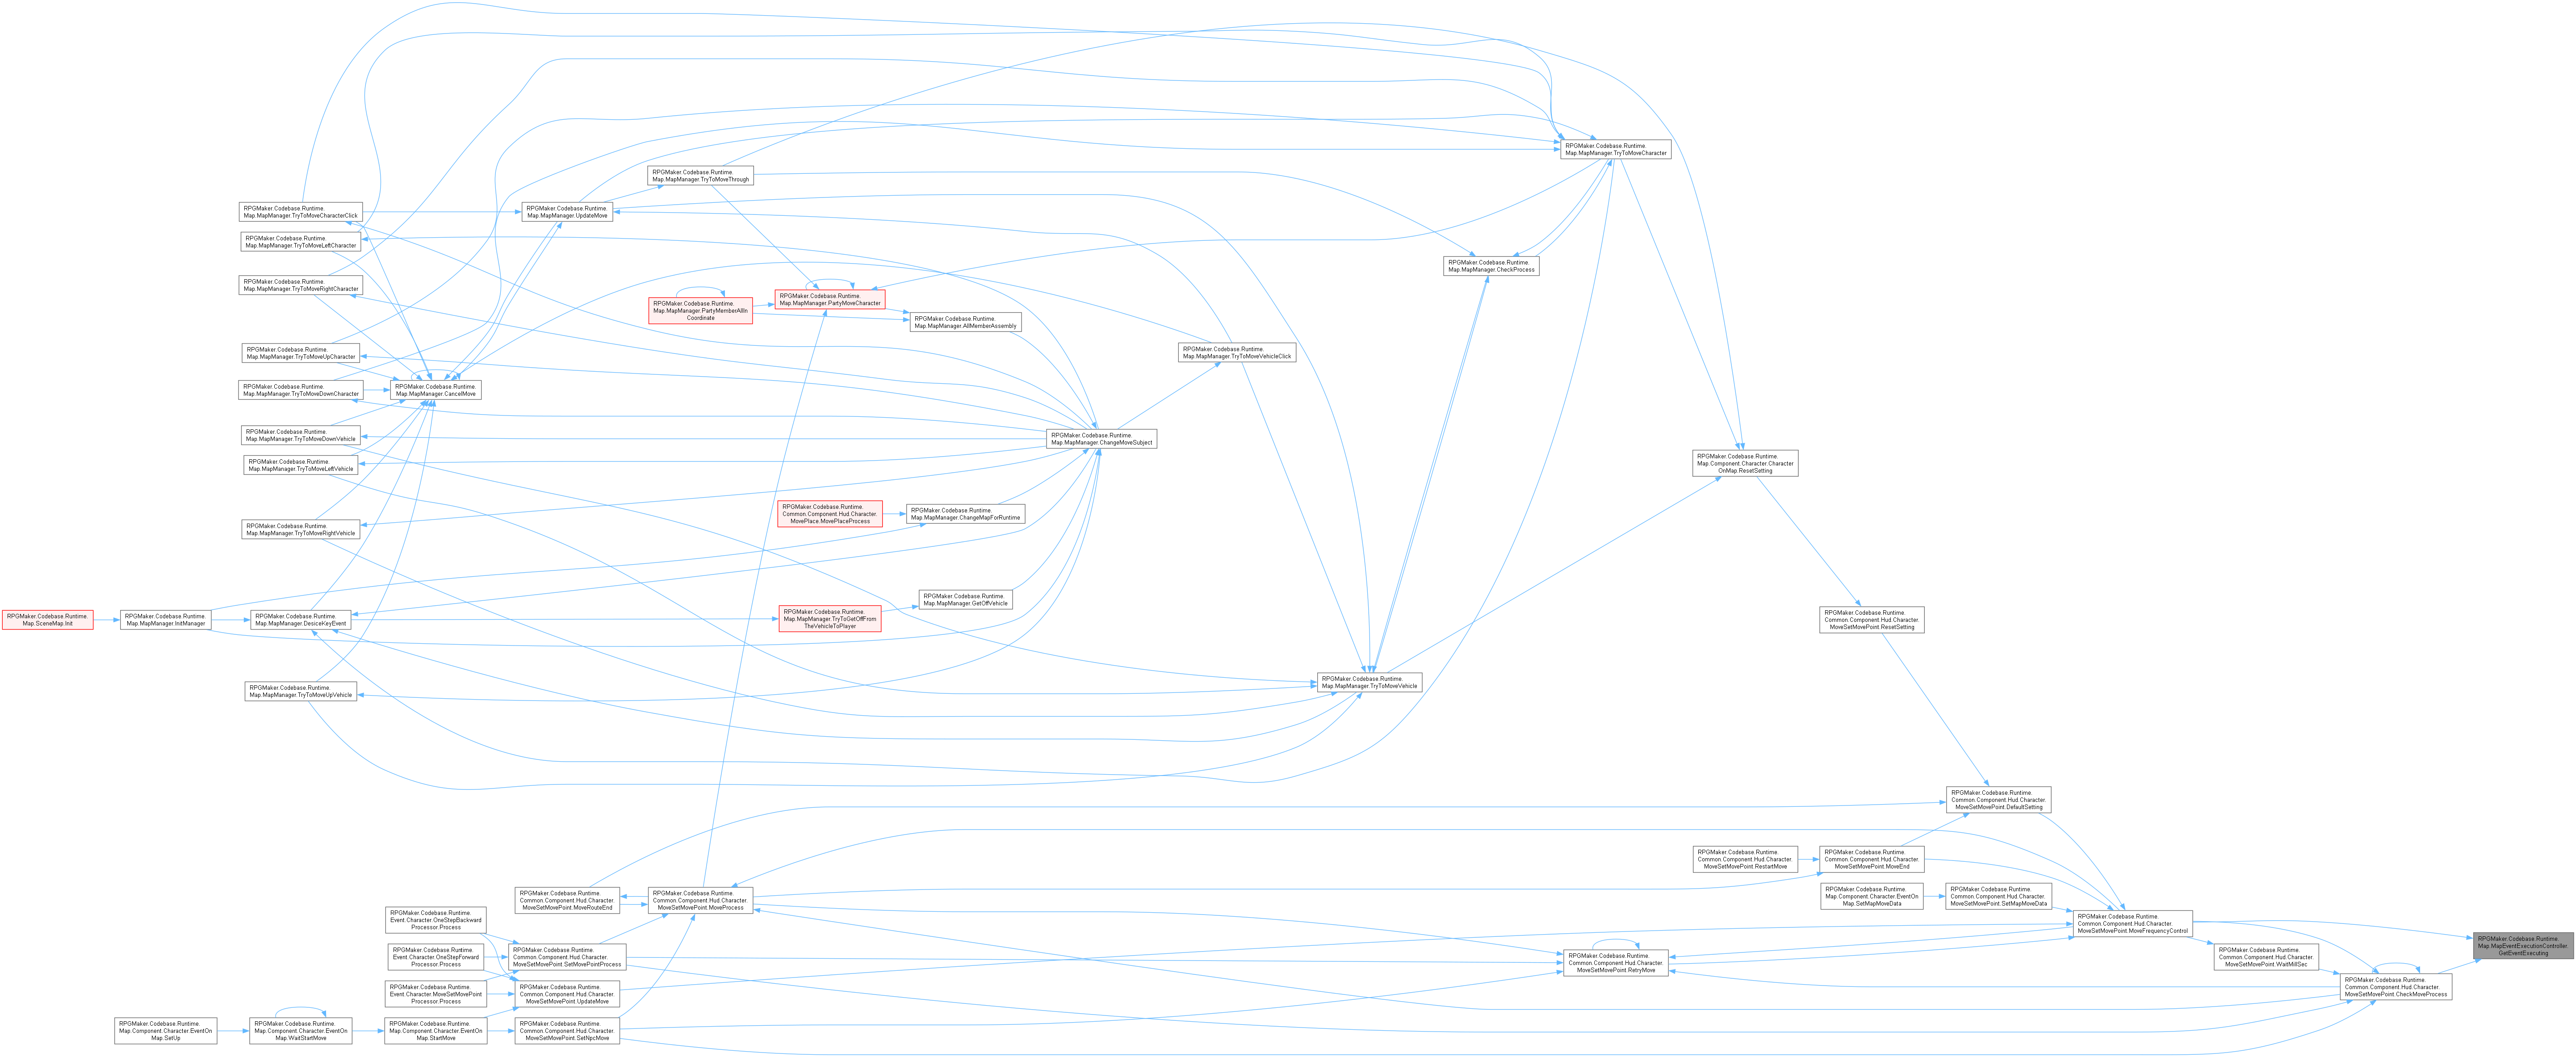 RPGMaker.Codebase.Runtime.
Map.MapManager.TryToMoveCharacter
RPGMaker.Codebase.Runtime.
Map.MapManager.TryToMoveThrough
RPGMaker.Codebase.Runtime.
Map.MapManager.TryToMoveCharacterClick
RPGMaker.Codebase.Runtime.
Map.MapManager.UpdateMove
RPGMaker.Codebase.Runtime.
Map.MapManager.TryToMoveLeftCharacter
RPGMaker.Codebase.Runtime.
Map.MapManager.CheckProcess
RPGMaker.Codebase.Runtime.
Map.MapManager.TryToMoveRightCharacter
RPGMaker.Codebase.Runtime.
Map.MapManager.PartyMoveCharacter
RPGMaker.Codebase.Runtime.
Map.MapManager.PartyMemberAllIn
Coordinate
RPGMaker.Codebase.Runtime.
Map.MapManager.AllMemberAssembly
RPGMaker.Codebase.Runtime.
Map.MapManager.TryToMoveUpCharacter
RPGMaker.Codebase.Runtime.
Map.MapManager.TryToMoveVehicleClick
RPGMaker.Codebase.Runtime.
Map.MapManager.TryToMoveDownCharacter
RPGMaker.Codebase.Runtime.
Map.MapManager.CancelMove
RPGMaker.Codebase.Runtime.
Map.MapManager.TryToMoveDownVehicle
RPGMaker.Codebase.Runtime.
Map.MapManager.ChangeMoveSubject
RPGMaker.Codebase.Runtime.
Map.MapManager.TryToMoveLeftVehicle
RPGMaker.Codebase.Runtime.
Map.Component.Character.Character
OnMap.ResetSetting
RPGMaker.Codebase.Runtime.
Common.Component.Hud.Character.
MovePlace.MovePlaceProcess
RPGMaker.Codebase.Runtime.
Map.MapManager.ChangeMapForRuntime
RPGMaker.Codebase.Runtime.
Map.MapManager.TryToMoveRightVehicle
RPGMaker.Codebase.Runtime.
Map.MapManager.GetOffVehicle
RPGMaker.Codebase.Runtime.
Map.SceneMap.Init
RPGMaker.Codebase.Runtime.
Map.MapManager.InitManager
RPGMaker.Codebase.Runtime.
Map.MapManager.DesiceKeyEvent
RPGMaker.Codebase.Runtime.
Map.MapManager.TryToGetOffFrom
TheVehicleToPlayer
RPGMaker.Codebase.Runtime.
Common.Component.Hud.Character.
MoveSetMovePoint.ResetSetting
RPGMaker.Codebase.Runtime.
Map.MapManager.TryToMoveUpVehicle
RPGMaker.Codebase.Runtime.
Map.MapManager.TryToMoveVehicle
RPGMaker.Codebase.Runtime.
Common.Component.Hud.Character.
MoveSetMovePoint.DefaultSetting
RPGMaker.Codebase.Runtime.
Common.Component.Hud.Character.
MoveSetMovePoint.RestartMove
RPGMaker.Codebase.Runtime.
Common.Component.Hud.Character.
MoveSetMovePoint.MoveEnd
RPGMaker.Codebase.Runtime.
Common.Component.Hud.Character.
MoveSetMovePoint.MoveRouteEnd
RPGMaker.Codebase.Runtime.
Common.Component.Hud.Character.
MoveSetMovePoint.MoveProcess
RPGMaker.Codebase.Runtime.
Map.Component.Character.EventOn
Map.SetMapMoveData
RPGMaker.Codebase.Runtime.
Common.Component.Hud.Character.
MoveSetMovePoint.SetMapMoveData
RPGMaker.Codebase.Runtime.
Event.Character.OneStepBackward
Processor.Process
RPGMaker.Codebase.Runtime.
Common.Component.Hud.Character.
MoveSetMovePoint.MoveFrequencyControl
RPGMaker.Codebase.Runtime.
Map.MapEventExecutionController.
GetEventExecuting
RPGMaker.Codebase.Runtime.
Event.Character.OneStepForward
Processor.Process
RPGMaker.Codebase.Runtime.
Common.Component.Hud.Character.
MoveSetMovePoint.SetMovePointProcess
RPGMaker.Codebase.Runtime.
Common.Component.Hud.Character.
MoveSetMovePoint.RetryMove
RPGMaker.Codebase.Runtime.
Common.Component.Hud.Character.
MoveSetMovePoint.WaitMillSec
RPGMaker.Codebase.Runtime.
Event.Character.MoveSetMovePoint
Processor.Process
RPGMaker.Codebase.Runtime.
Common.Component.Hud.Character.
MoveSetMovePoint.UpdateMove
RPGMaker.Codebase.Runtime.
Common.Component.Hud.Character.
MoveSetMovePoint.CheckMoveProcess
RPGMaker.Codebase.Runtime.
Map.Component.Character.EventOn
Map.SetUp
RPGMaker.Codebase.Runtime.
Map.Component.Character.EventOn
Map.WaitStartMove
RPGMaker.Codebase.Runtime.
Map.Component.Character.EventOn
Map.StartMove
RPGMaker.Codebase.Runtime.
Common.Component.Hud.Character.
MoveSetMovePoint.SetNpcMove